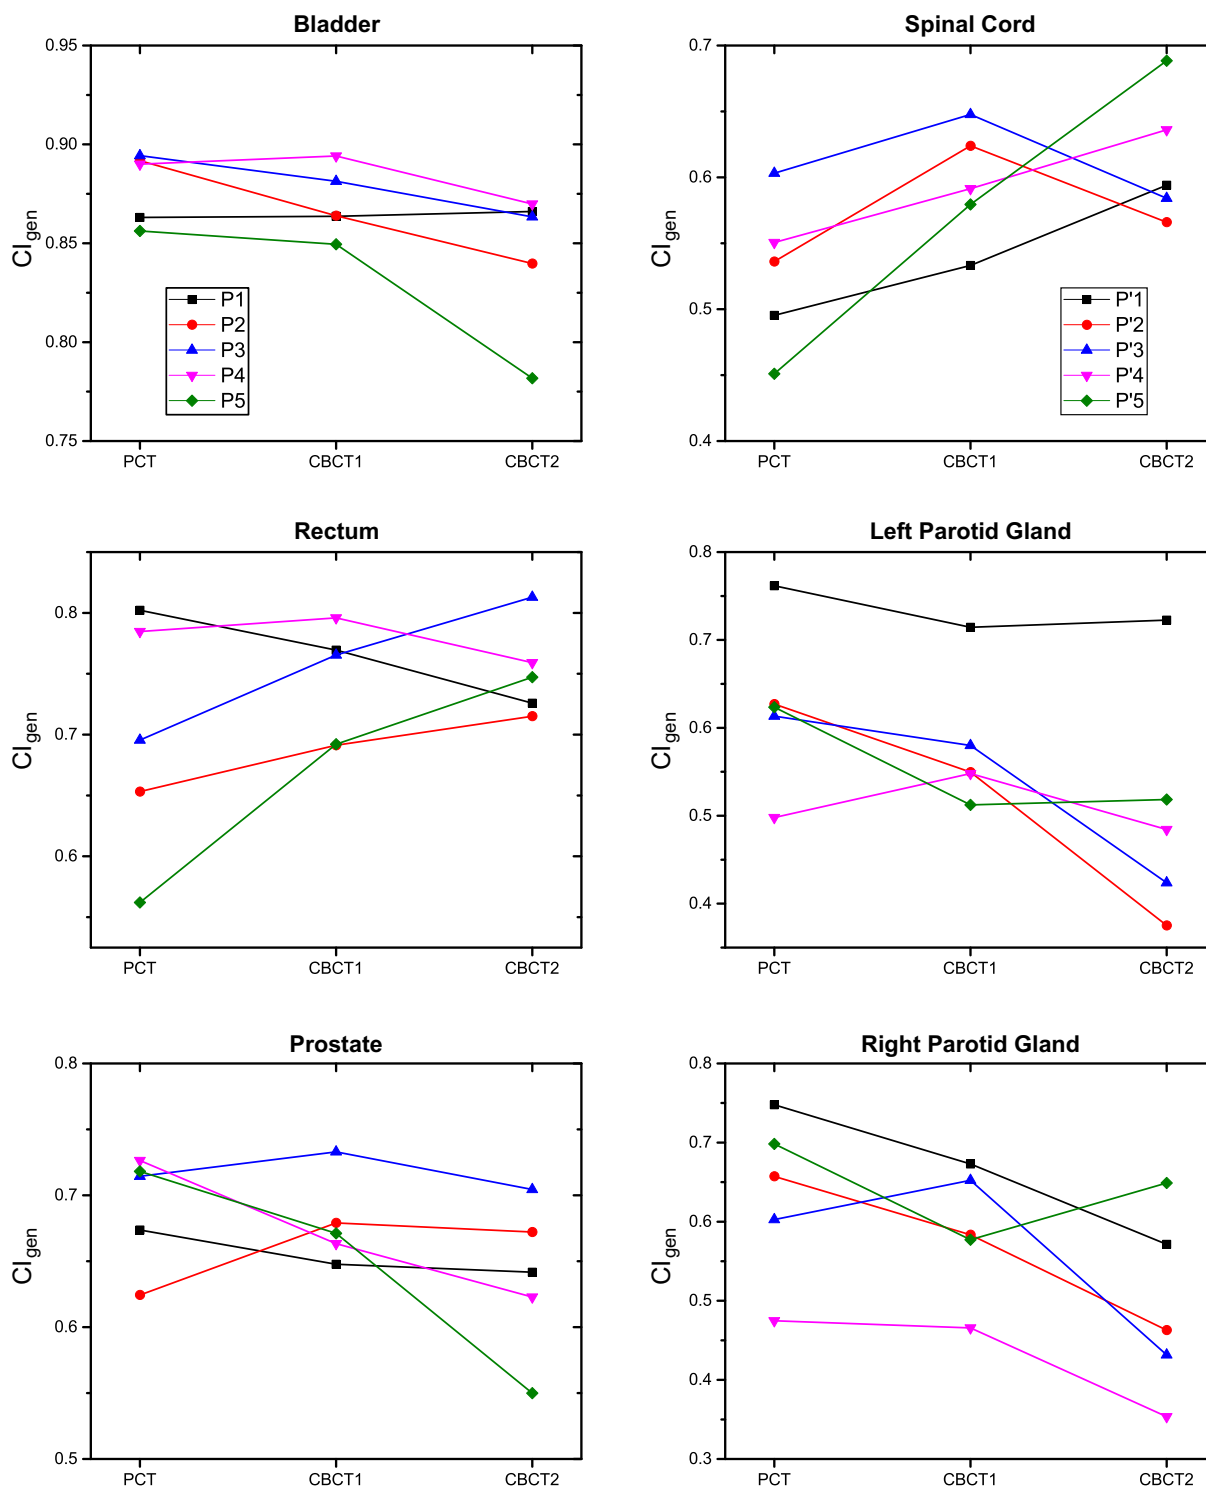 Bladder
0.95
0.90
0.85
0.80
0.75
CIgen
P1
P2
P3
P4
P5
PCT CBCT1 CBCT2
Spinal Cord
0.7
0.6
0.5
0.4
CIgen
P'1
P'2
P'3
P'4
P'5
PCT CBCT1 CBCT2
Rectum
0.8
0.7
0.6
CIgen
PCT CBCT1 CBCT2
Left Parotid Gland
0.8
0.7
0.6
0.5
0.4
CIgen
PCT CBCT1 CBCT2
Prostate
0.8
0.7
0.6
0.5
CIgen
PCT CBCT1 CBCT2
Right Parotid Gland
0.8
0.7
0.6
0.5
0.4
0.3
CIgen
PCT CBCT1 CBCT2